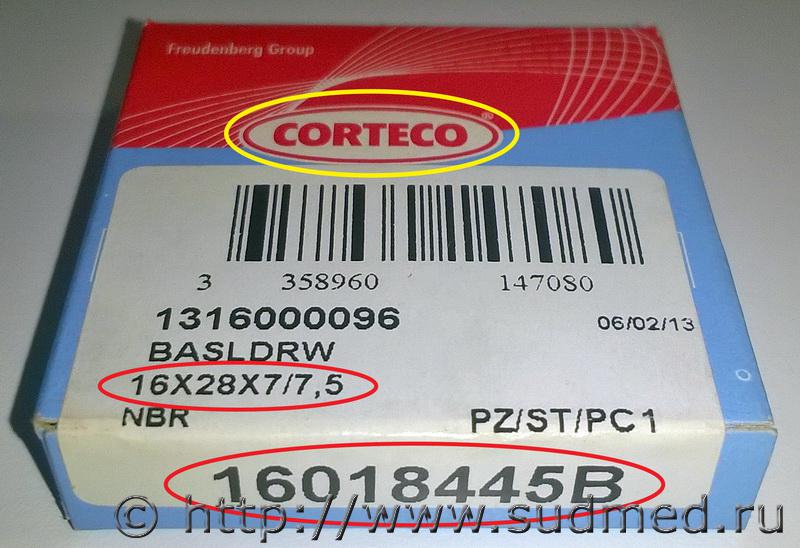 Freudenberg Group
CORTECO®
3 358960 147080
1316000096
06/02/13
BASLDRW
16X28X7/7,5
NBR
PZ/ST/PC1
16018445B
© http://www.sudmed.ru